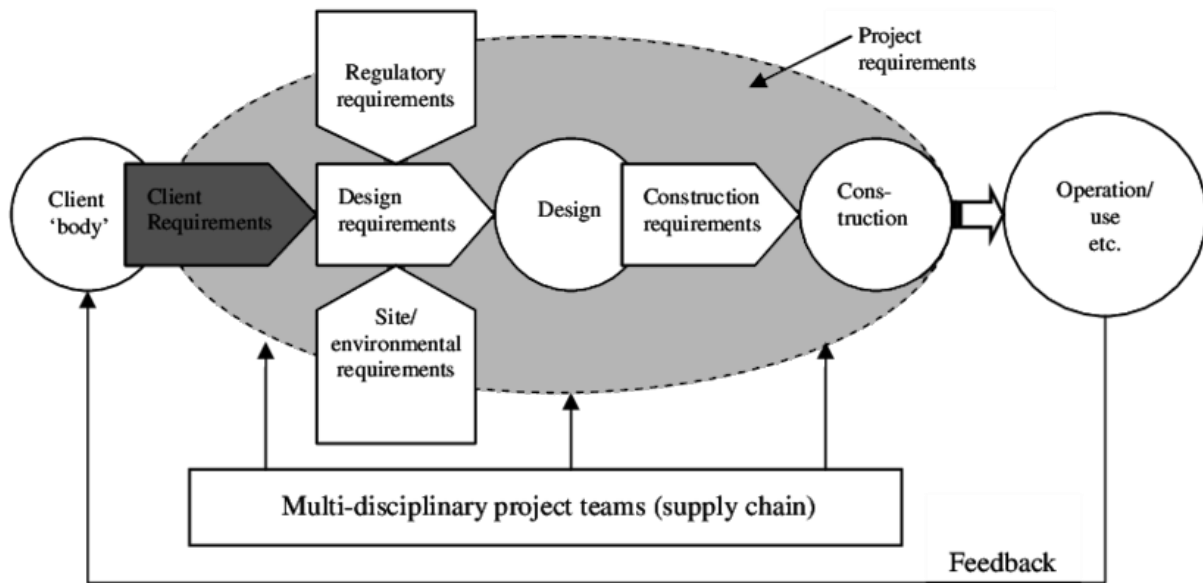 Project
requirements
Regulatory
requirements
Client
‘body’
Client
Requirements
Design
requirements
Design
Construction
requirements
Cons-
truction
Operation/
use
etc.
Site/
environmental
requirements
Multi-disciplinary project teams (supply chain)
Feedback